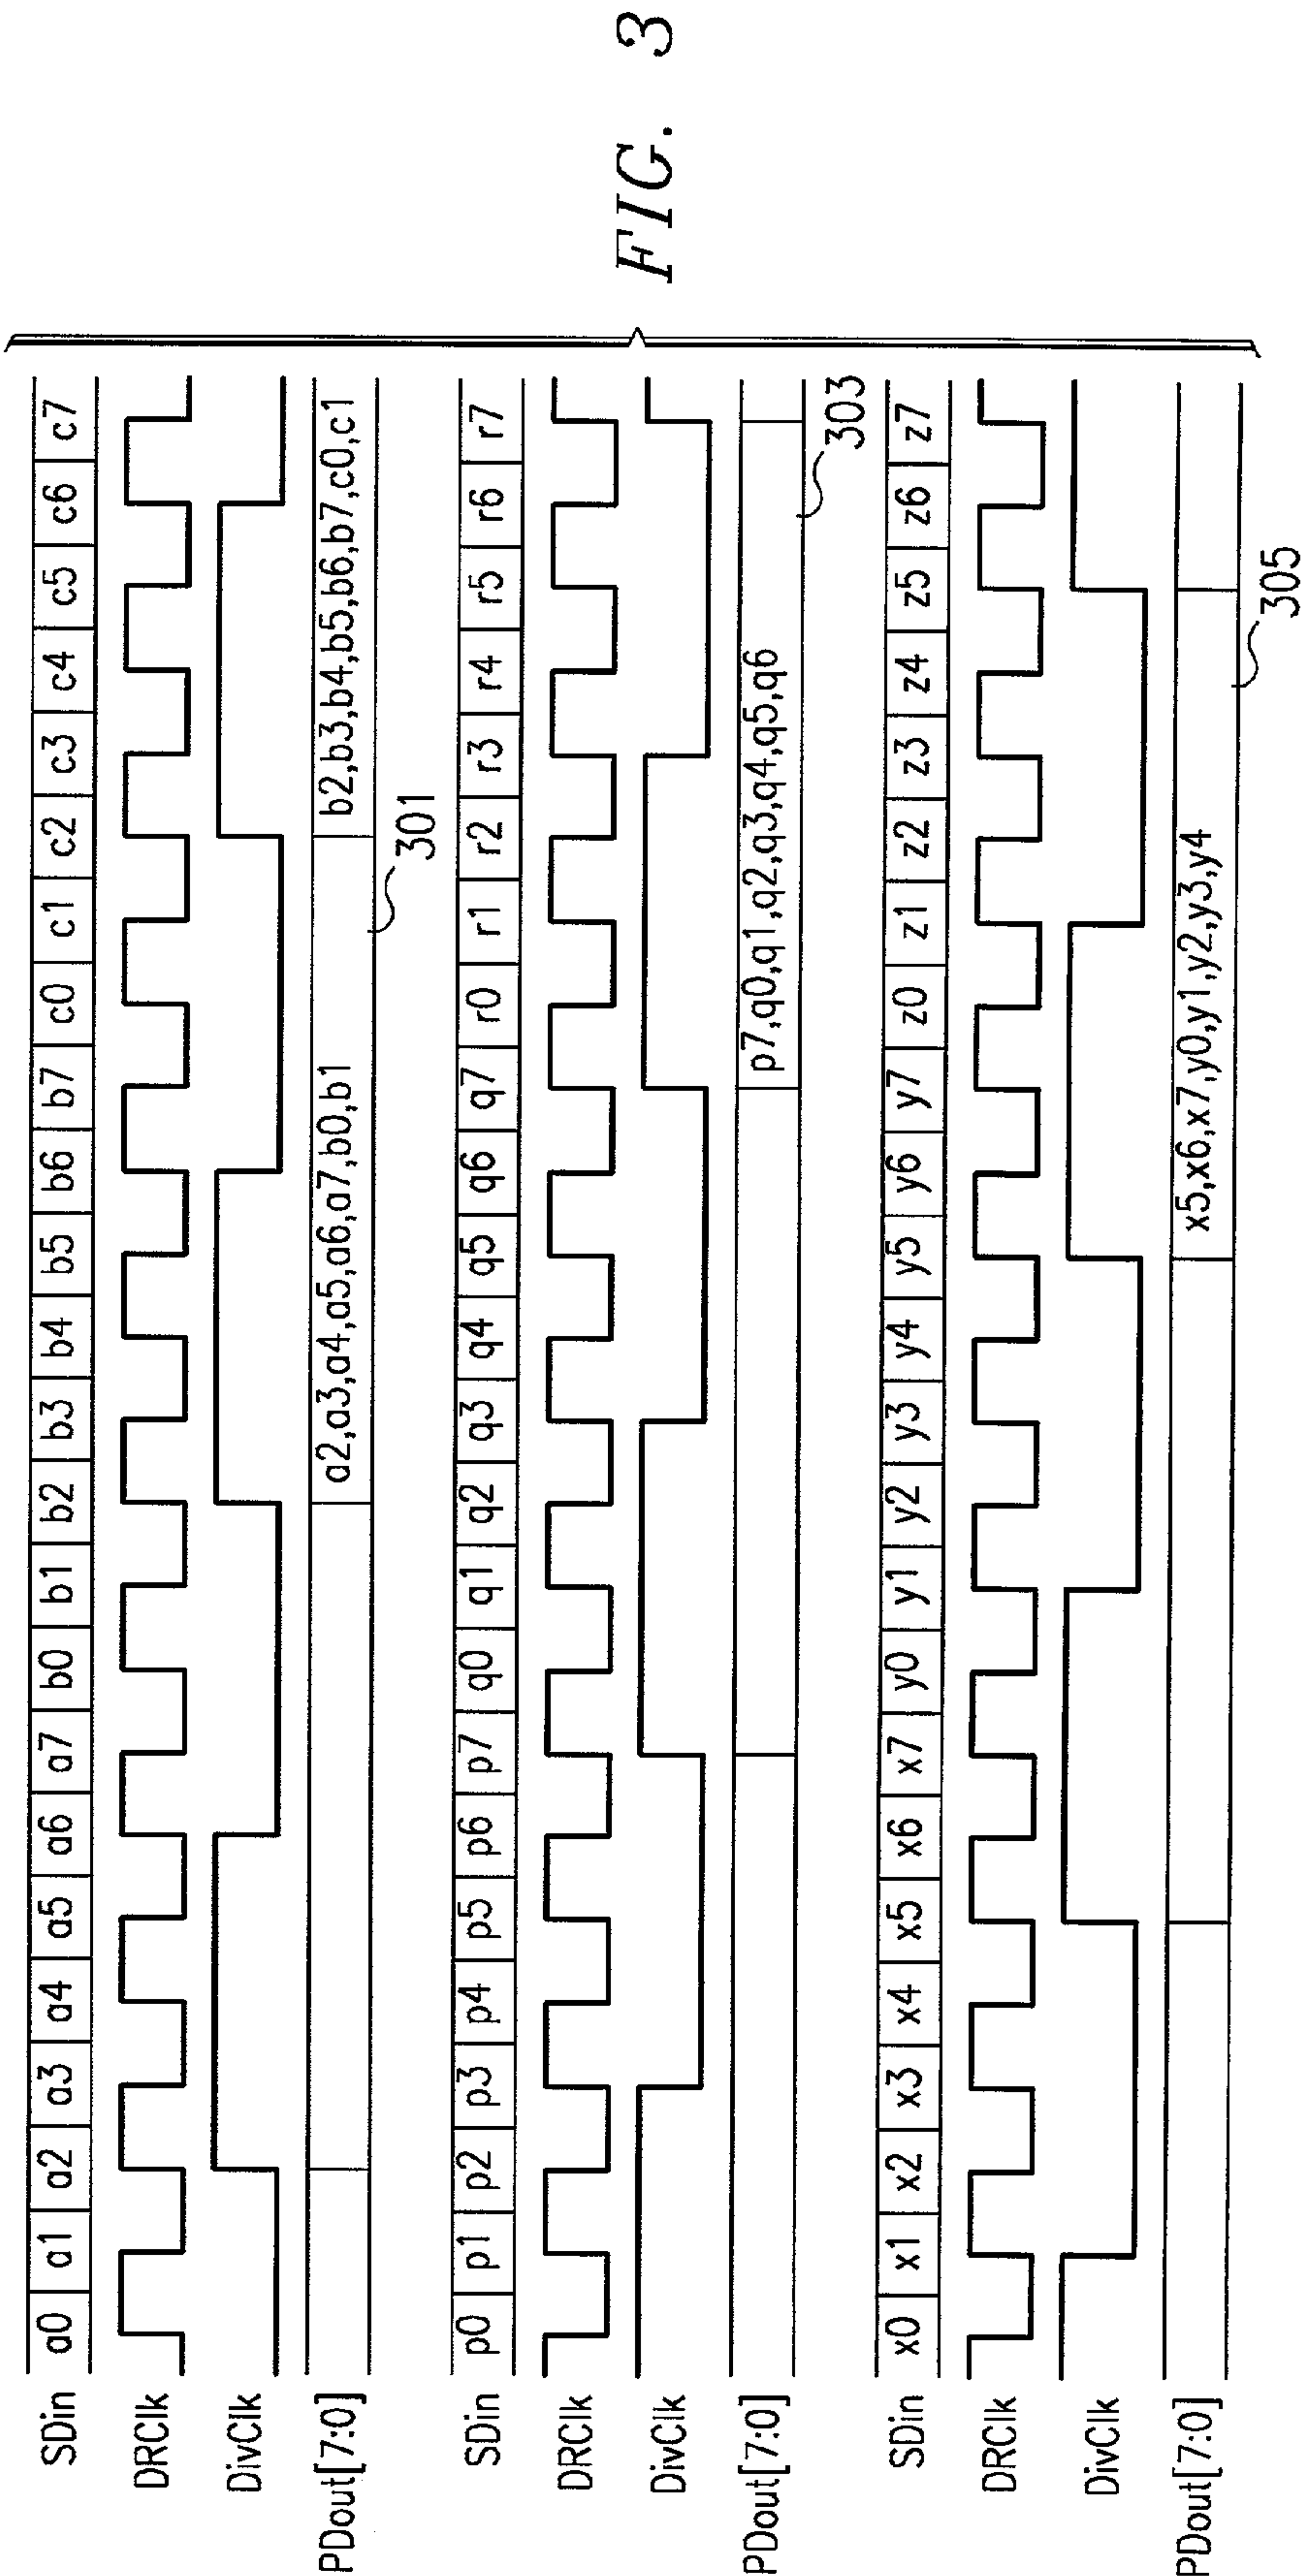 SDin a0 a1 a2 a3 a4 a5 a6 a7 b0 b1 b2 b3 b4 b5 b6 b7 c0 c1 c2 c3 c4 c5 c6 c7
DRClk
DivClk
PDout[7:0] a2,a3,a4,a5,a6,a7,b0,b1 b2,b3,b4,b5,b6,b7,c0,c1
301
SDin p0 p1 p2 p3 p4 p5 p6 p7 q0 q1 q2 q3 q4 q5 q6 q7 r0 r1 r2 r3 r4 r5 r6 r7
DRClk
DivClk
PDout[7:0] p7,q0,q1,q2,q3,q4,q5,q6
303
SDin x0 x1 x2 x3 x4 x5 x6 x7 y0 y1 y2 y3 y4 y5 y6 y7 z0 z1 z2 z3 z4 z5 z6 z7
DRClk
DivClk
PDout[7:0] x5,x6,x7,y0,y1,y2,y3,y4
305
FIG. 3